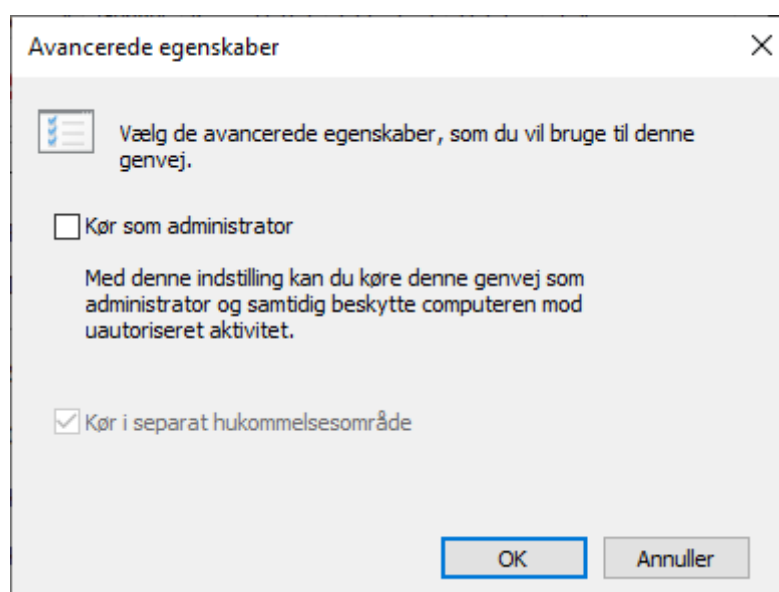 Avancerede egenskaber
Vælg de avancerede egenskaber, som du vil bruge til denne
genvej.
Kør som administrator
Med denne indstilling kan du køre denne genvej som
administrator og samtidig beskytte computeren mod
uautoriseret aktivitet.
Kør i separat hukommelsesområde
OK
Annuller